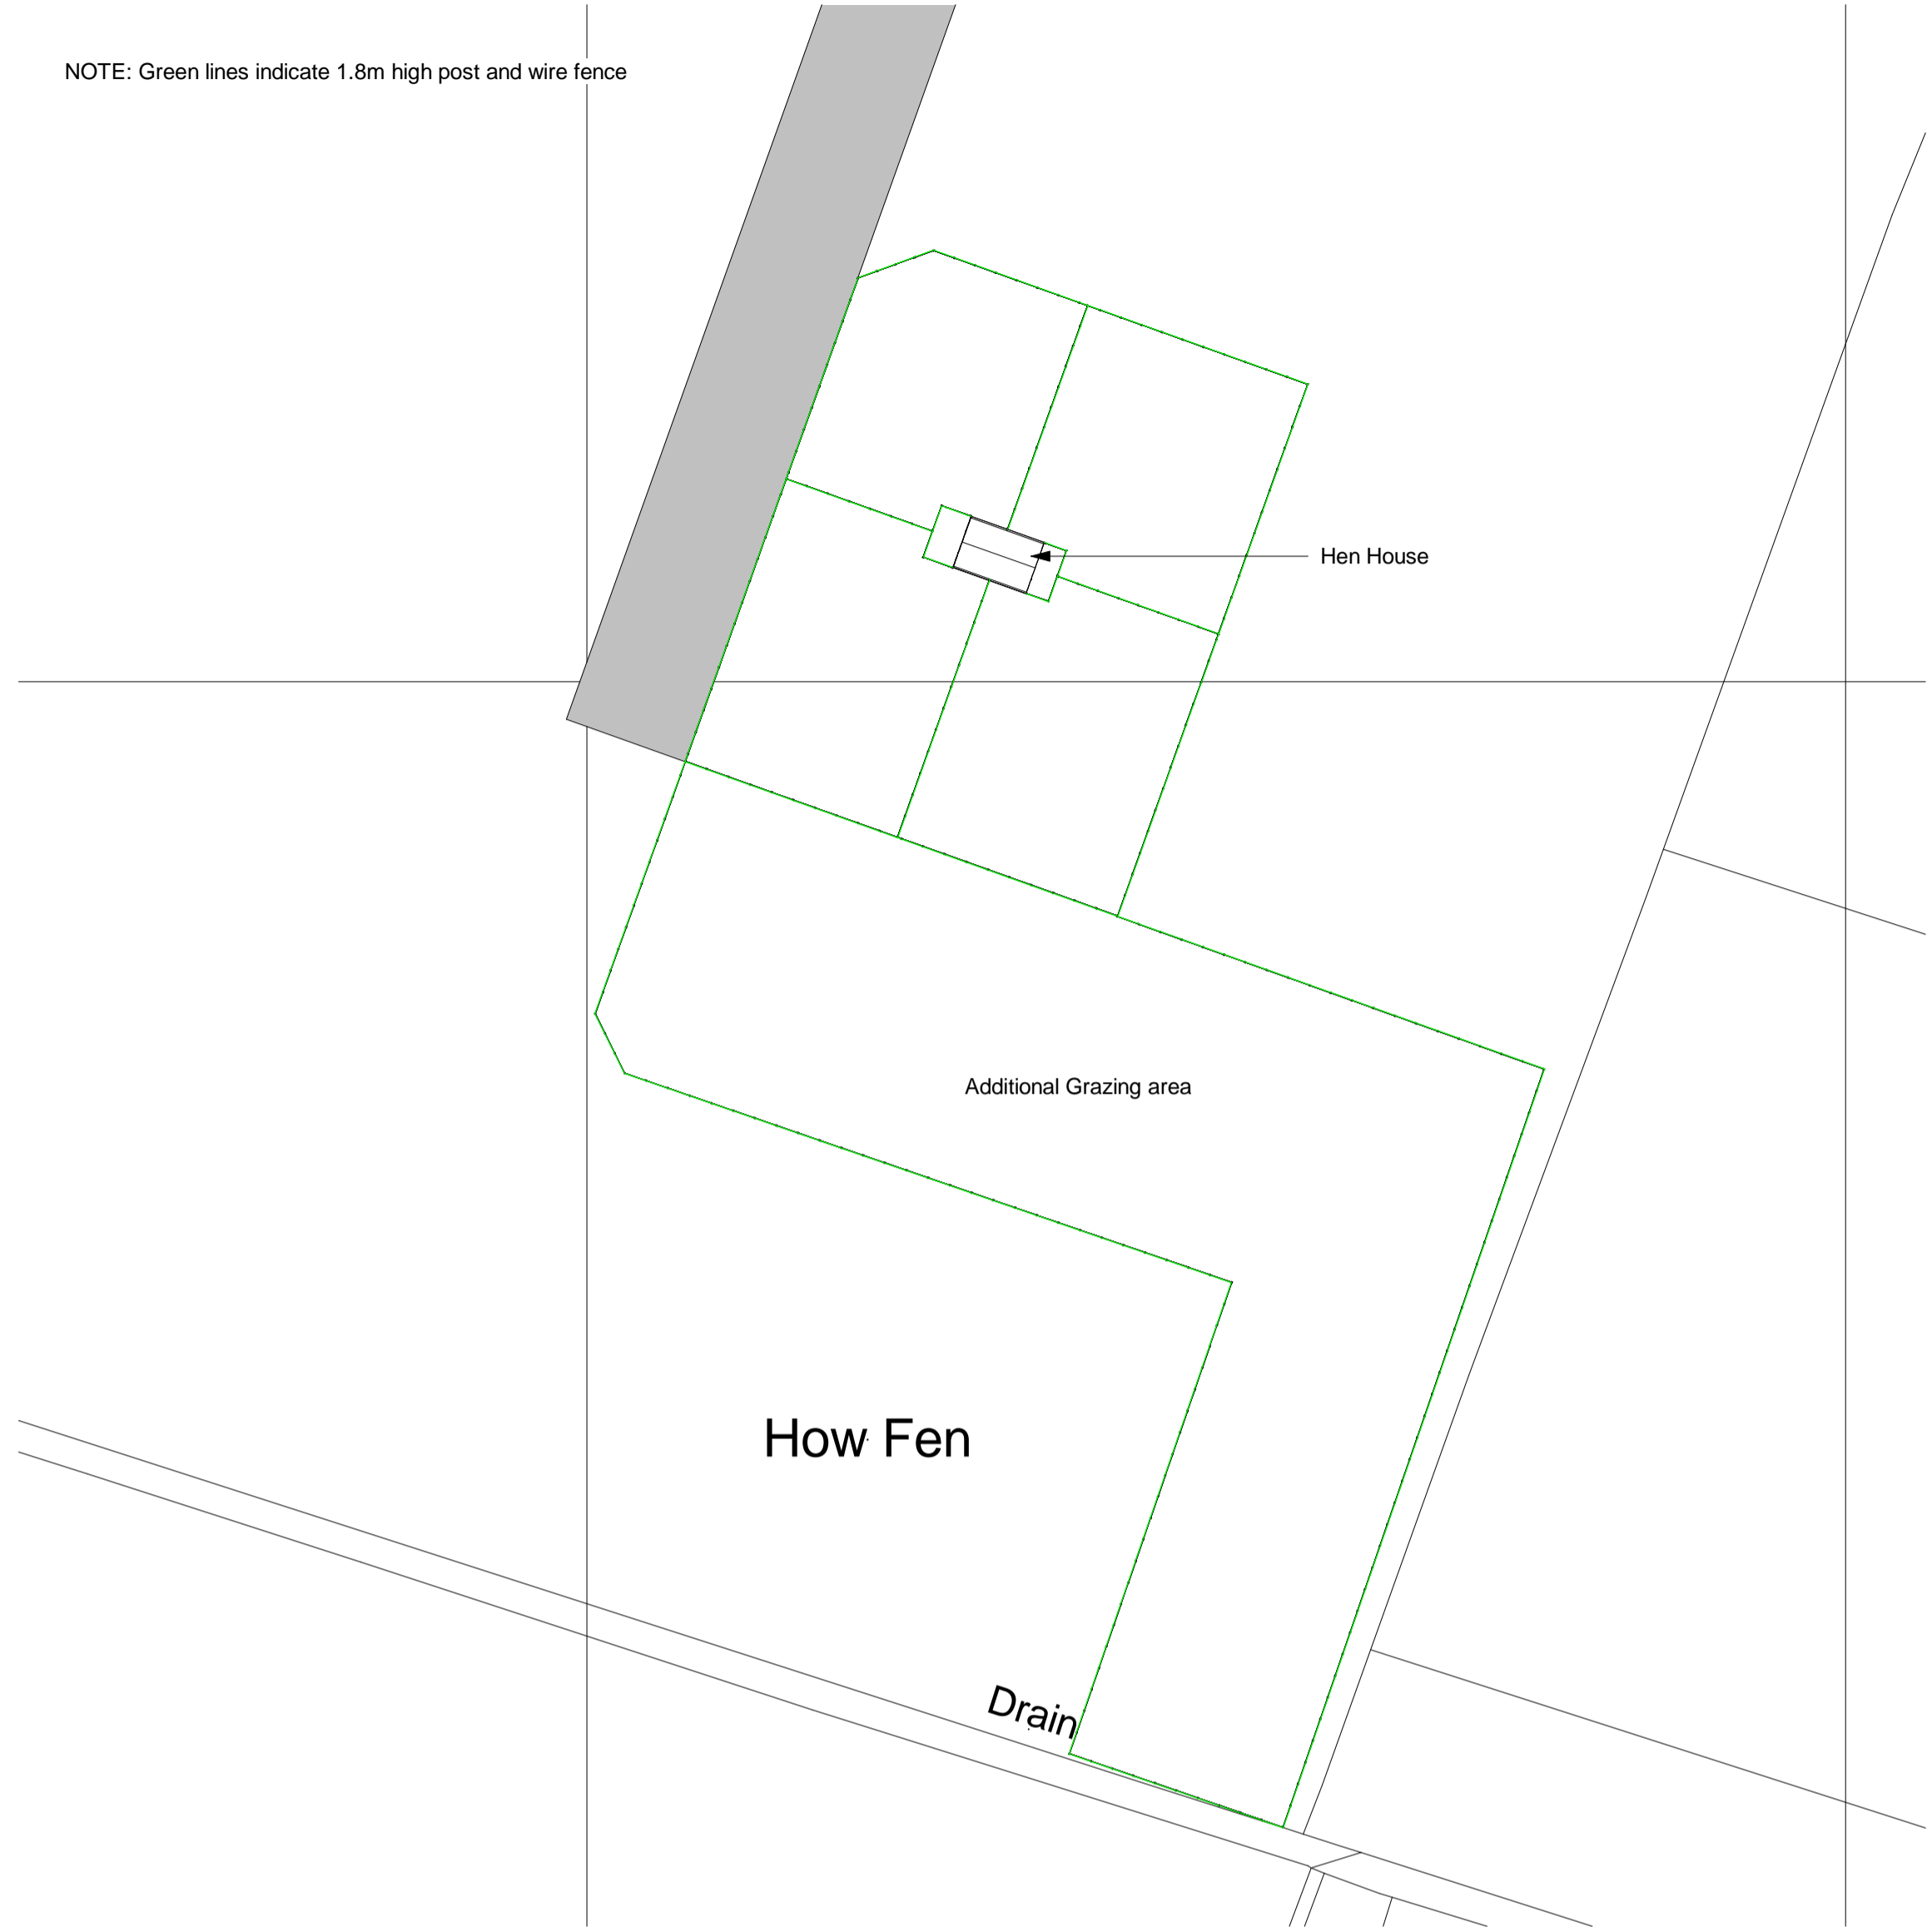 NOTE: Green lines indicate 1.8m high post and wire fence
Hen House
Additional Grazing area
How Fen
Drain